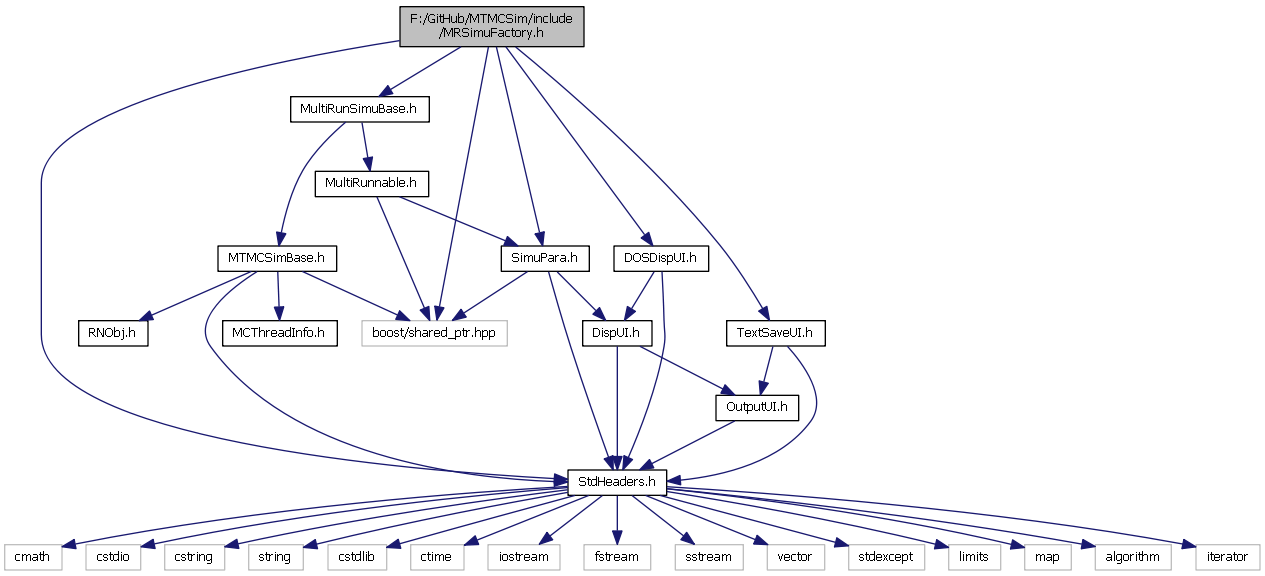 F:/GitHub/MTMCSim/include
/MRSimuFactory.h
MultiRunSimuBase.h
MultiRunnable.h
MTMCSimBase.h
SimuPara.h
DOSDispUI.h
RNObj.h
MCThreadInfo.h
boost/shared_ptr.hpp
DispUI.h
TextSaveUI.h
OutputUI.h
StdHeaders.h
cmath
cstdio
cstring
string
cstdlib
ctime
iostream
fstream
sstream
vector
stdexcept
limits
map
algorithm
iterator